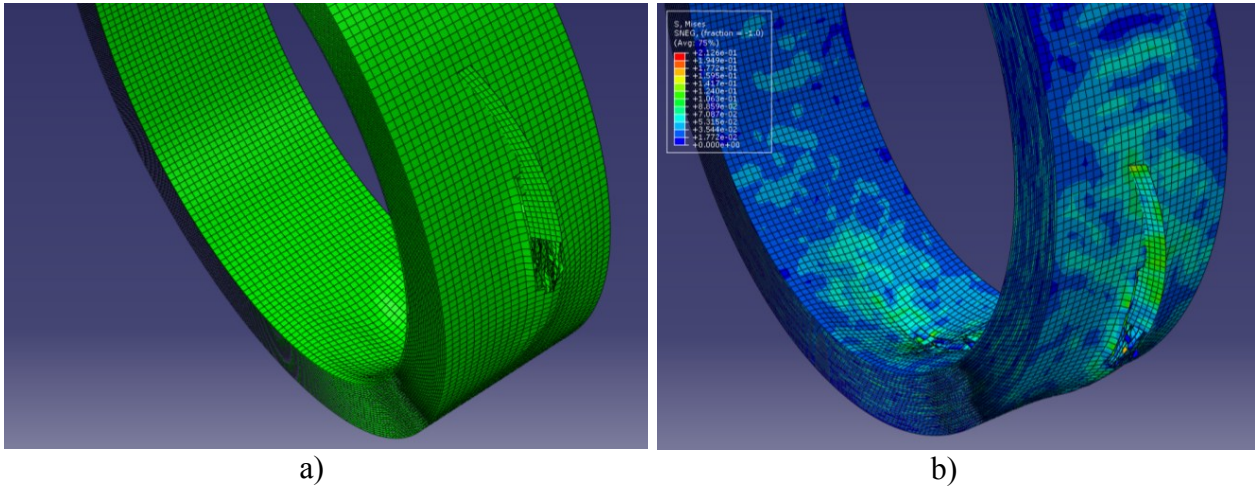 S, Mises
SNEG, (fraction = -1.0)
(Avg: 75%)
+2.126e-01
+1.949e-01
+1.772e-01
+1.595e-01
+1.417e-01
+1.240e-01
+1.063e-01
+8.859e-02
+7.087e-02
+5.315e-02
+3.544e-02
+1.772e-02
+0.000e+00
a)
b)